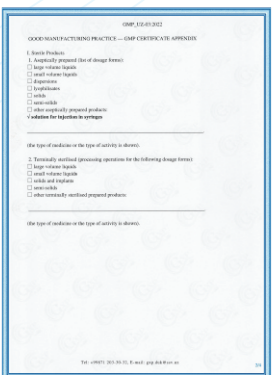 GMP_UZ-03/2022
GOOD MANUFACTURING PRACTICE — GMP CERTIFICATE APPENDIX
1. Sterile Products
1. Aseptically prepared (list of dosage forms):
☐ large volume liquids
☐ small volume liquids
☐ dispersions
☐ lyophilizates
☐ solids
☐ semi-solids
☐ other aseptically prepared products
√ solution for injection in syringes
(the type of medicine or the type of activity is shown).
2. Terminally sterilised (processing operations for the following dosage forms):
☐ large volume liquids
☐ small volume liquids
☐ solids and implants
☐ semi-solids
☐ other terminally sterilised prepared products
(the type of medicine or the type of activity is shown).